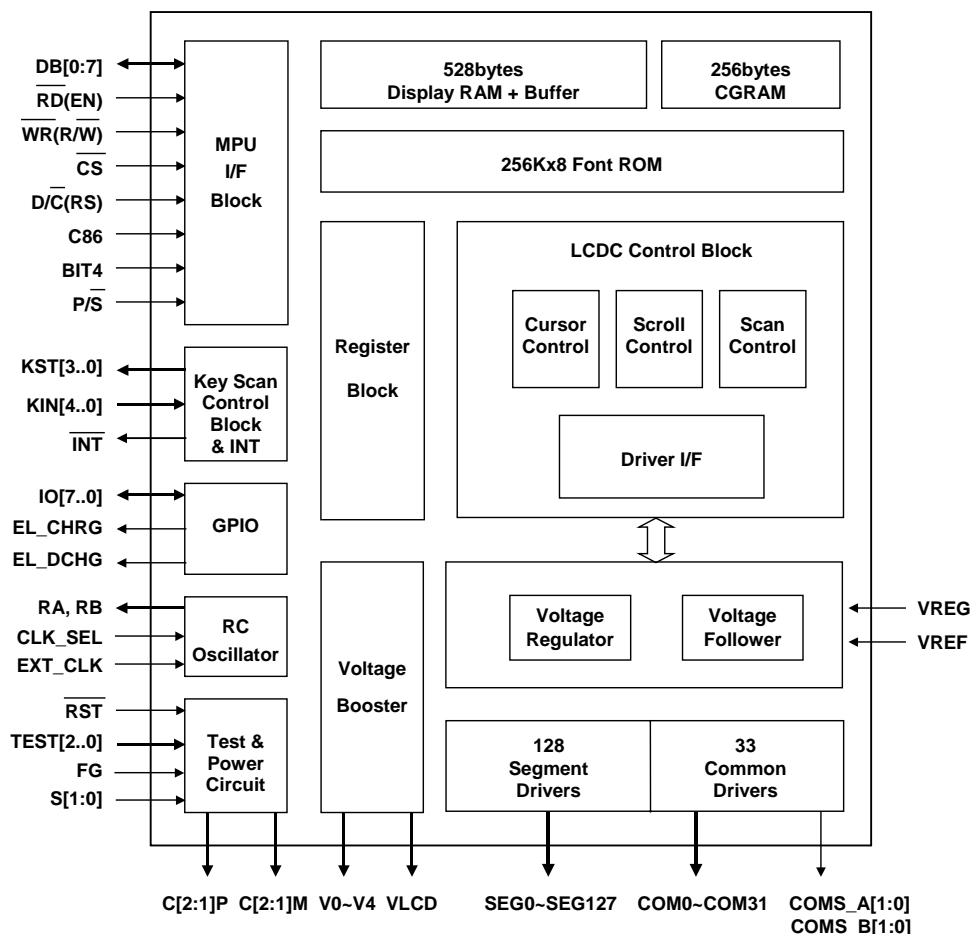 DB[0:7]
RD(EN)
WR(R/W)
CS
D/C(RS)
C86
BIT4
P/S
MPU
I/F
Block
528bytes
Display RAM + Buffer
256bytes
CGRAM
256Kx8 Font ROM
Register
Block
LCDC Control Block
Cursor
Control
Scroll
Control
Scan
Control
Driver I/F
KST[3..0]
KIN[4..0]
INT
Key Scan
Control
Block
& INT
IO[7..0]
EL_CHRG
EL_DCHG
GPIO
RA, RB
CLK_SEL
EXT_CLK
RC
Oscillator
Voltage
Booster
Voltage
Regulator
Voltage
Follower
VREG
VREF
RST
TEST[2..0]
FG
S[1:0]
Test &
Power
Circuit
128
Segment
Drivers
33
Common
Drivers
C[2:1]P
C[2:1]M
V0~V4
VLCD
SEG0~SEG127
COM0~COM31
COMS_A[1:0]
COMS_B[1:0]